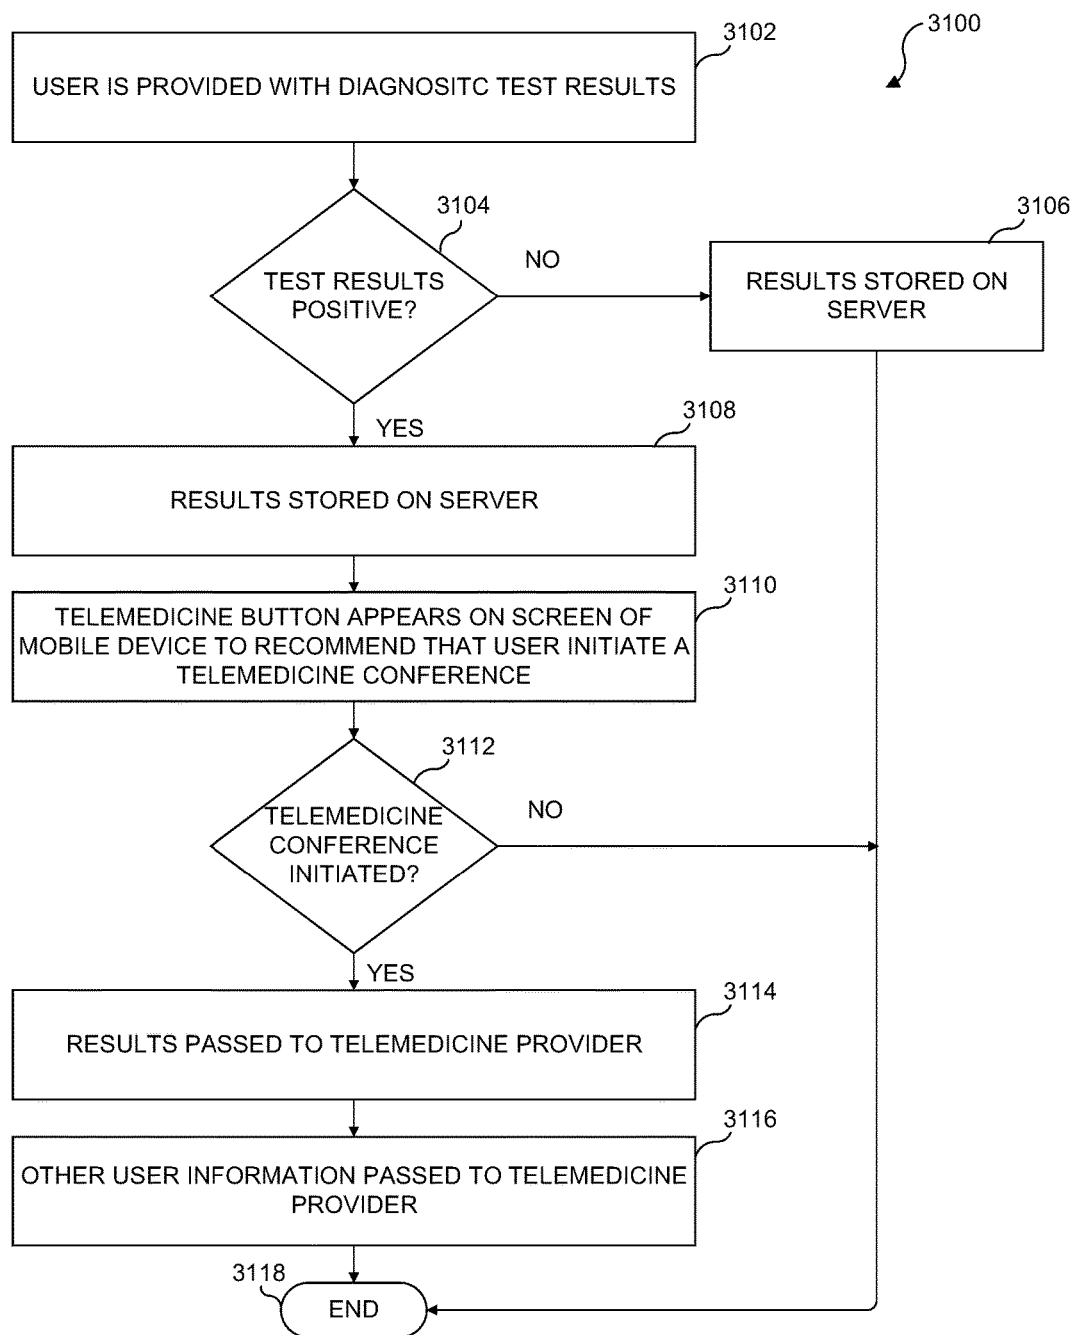 3100
3102
USER IS PROVIDED WITH DIAGNOSITC TEST RESULTS
3104
TEST RESULTS
POSITIVE?
NO
3106
RESULTS STORED ON
SERVER
YES
3108
RESULTS STORED ON SERVER
3110
TELEMEDICINE BUTTON APPEARS ON SCREEN OF
MOBILE DEVICE TO RECOMMEND THAT USER INITIATE A
TELEMEDICINE CONFERENCE
3112
TELEMEDICINE
CONFERENCE
INITIATED?
NO
YES
3114
RESULTS PASSED TO TELEMEDICINE PROVIDER
3116
OTHER USER INFORMATION PASSED TO TELEMEDICINE
PROVIDER
3118
END